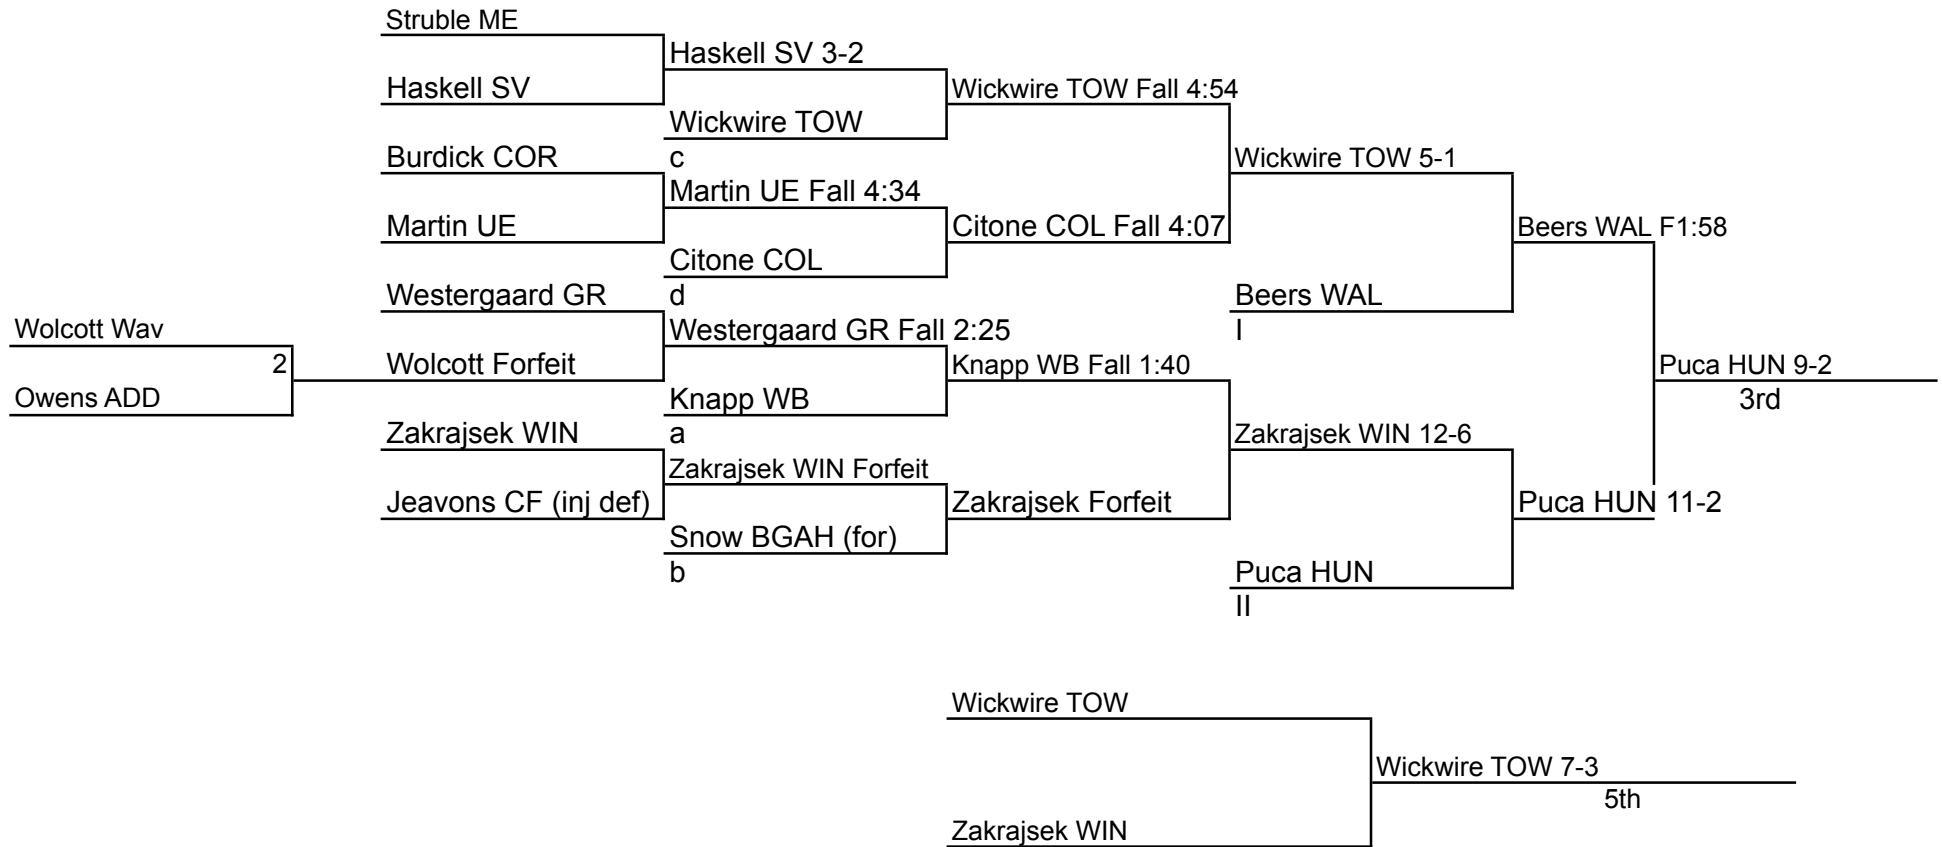 Struble ME
Haskell SV 3-2
Haskell SV
Wickwire TOW Fall 4:54
Wickwire TOW
Burdick COR
c
Wickwire TOW 5-1
Martin UE Fall 4:34
Martin UE
Citone COL Fall 4:07
Beers WAL F1:58
Citone COL
Westergaard GR
d
Beers WAL
Wolcott Wav
Westergaard GR Fall 2:25
I
2
Wolcott Forfeit
Knapp WB Fall 1:40
Puca HUN 9-2
Owens ADD
Knapp WB
3rd
Zakrajsek WIN
a
Zakrajsek WIN 12-6
Zakrajsek WIN Forfeit
Jeavons CF (inj def)
Zakrajsek Forfeit
Puca HUN 11-2
Snow BGAH (for)
b
Puca HUN
II
Wickwire TOW
Wickwire TOW 7-3
5th
Zakrajsek WIN